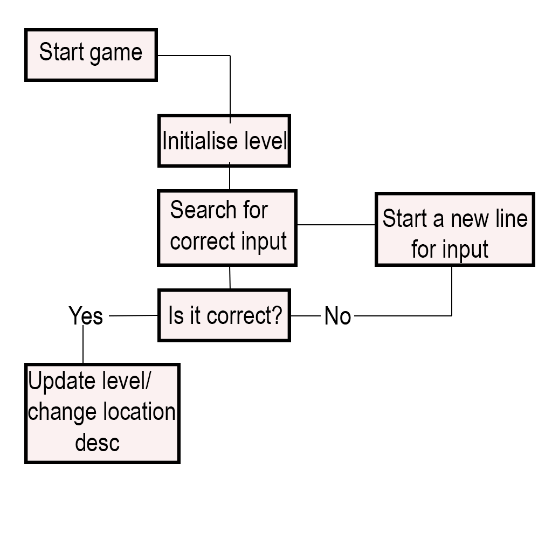 Start game
Initialise level
Search for
correct input
Start a new line
for input
Is it correct?
Yes
No
Update level/
change location
desc